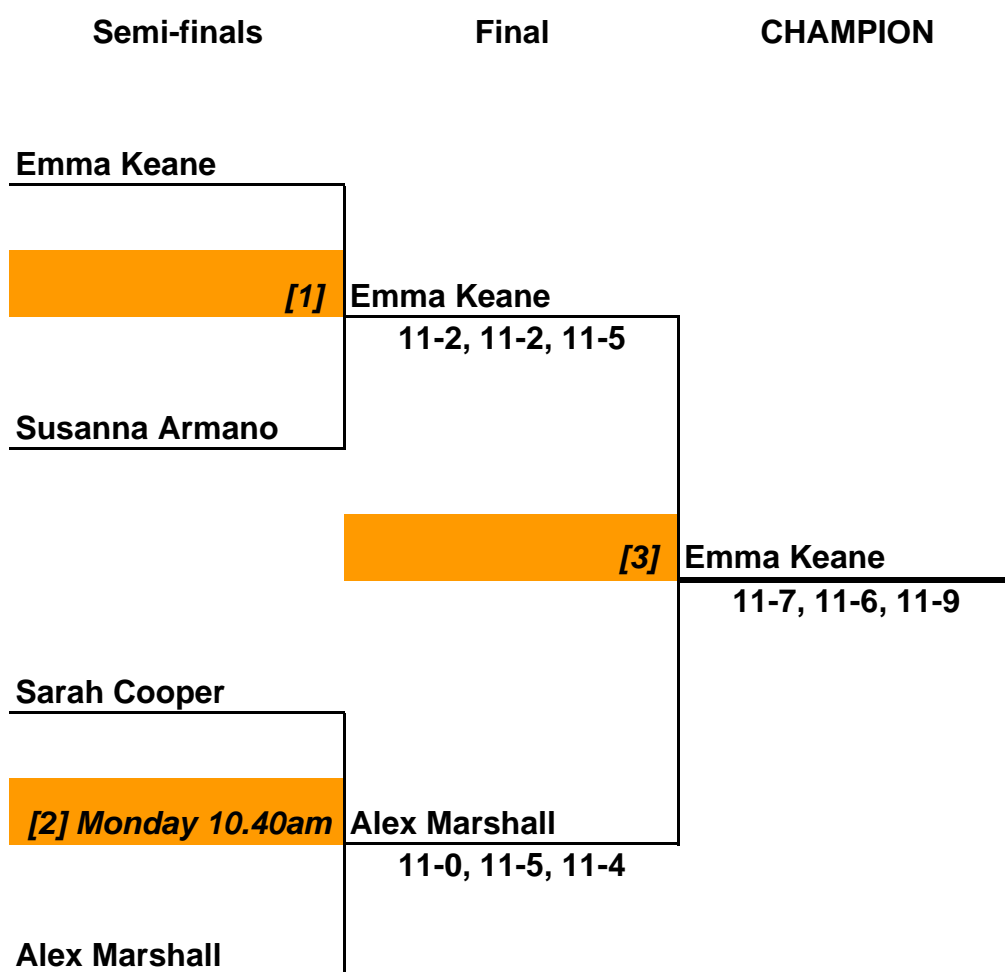 Semi-finals Final CHAMPION
Emma Keane
[1] Emma Keane
11-2, 11-2, 11-5
Susanna Armano
[3] Emma Keane
11-7, 11-6, 11-9
Sarah Cooper
[2] Monday 10.40am Alex Marshall
11-0, 11-5, 11-4
Alex Marshall